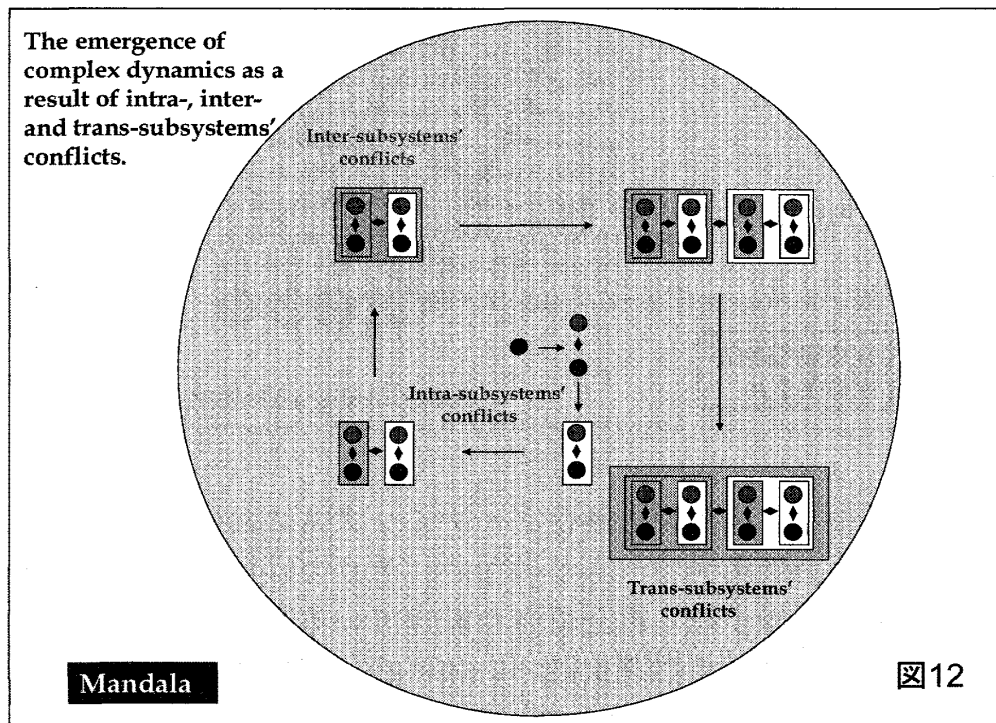 The emergence of
complex dynamics as a
result of intra-, inter-
and trans-subsystems'
conflicts.
Inter-subsystems'
conflicts
Intra-subsystems'
conflicts
Trans-subsystems'
conflicts
Mandala
図12